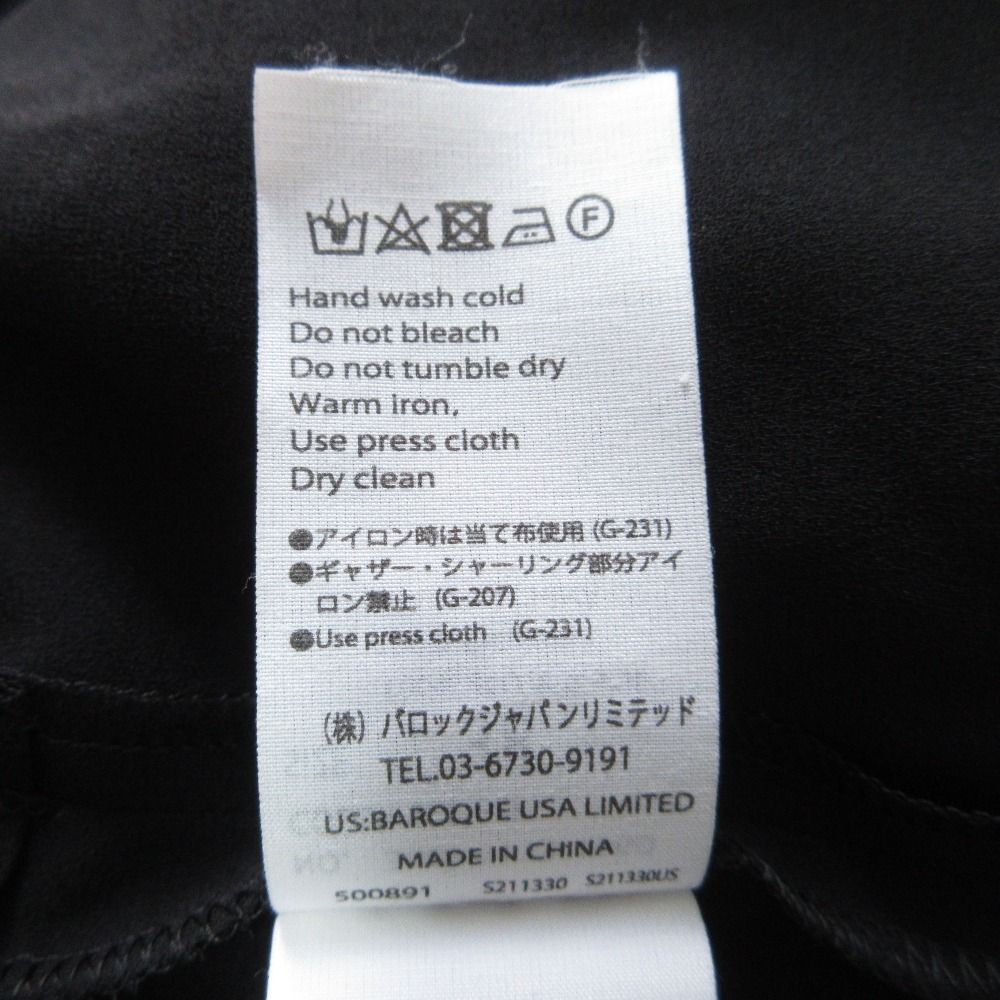 F
Hand wash cold
Do not bleach
Do not tumble dry
Warm iron,
Use press cloth
Dry clean
●アイロン時は当て布使用 (G-231)
●ギャザー・シャーリング部分アイ
ロン禁止 (G-207)
●Use press cloth (G-231)
(株) バロックジャパンリミテッド
TEL.03-6730-9191
US:BAROQUE USA LIMITED
MADE IN CHINA
500891 S211330 S211330US